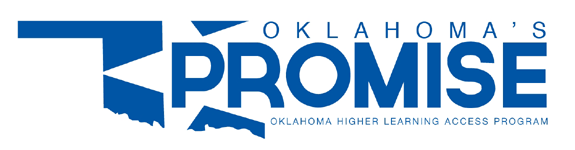 OKLAHOMA'S
PROMISE
OKLAHOMA HIGHER LEARNING ACCESS PROGRAM